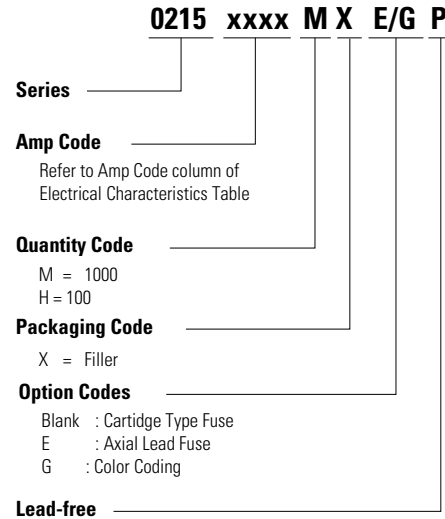 0215 xxxx M X E/G P
Series
Amp Code
Refer to Amp Code column of
Electrical Characteristics Table
Quantity Code
M = 1000
H = 100
Packaging Code
X = Filler
Option Codes
Blank : Cartidge Type Fuse
E : Axial Lead Fuse
G : Color Coding
Lead-free